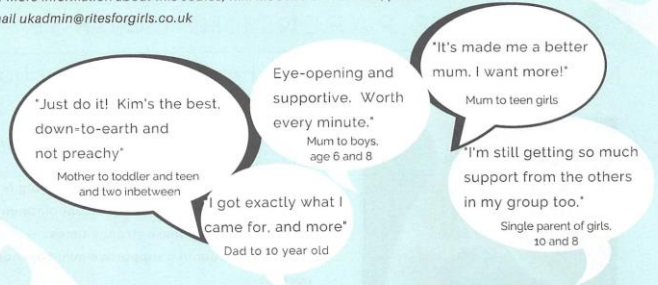 ail ukadmin@ritesforgirls.co.uk
"Just do it! Kim's the best,
down-to-earth and
not preachy"
Mother to toddler and teen
and two inbetween
Eye-opening and
supportive. Worth
every minute."
Mum to boys,
age 6 and 8
"It's made me a better
mum. I want more!"
Mum to teen girls
"I got exactly what I
came for, and more"
Dad to 10 year old
"I'm still getting so much
support from the others
in my group too."
Single parent of girls,
10 and 8